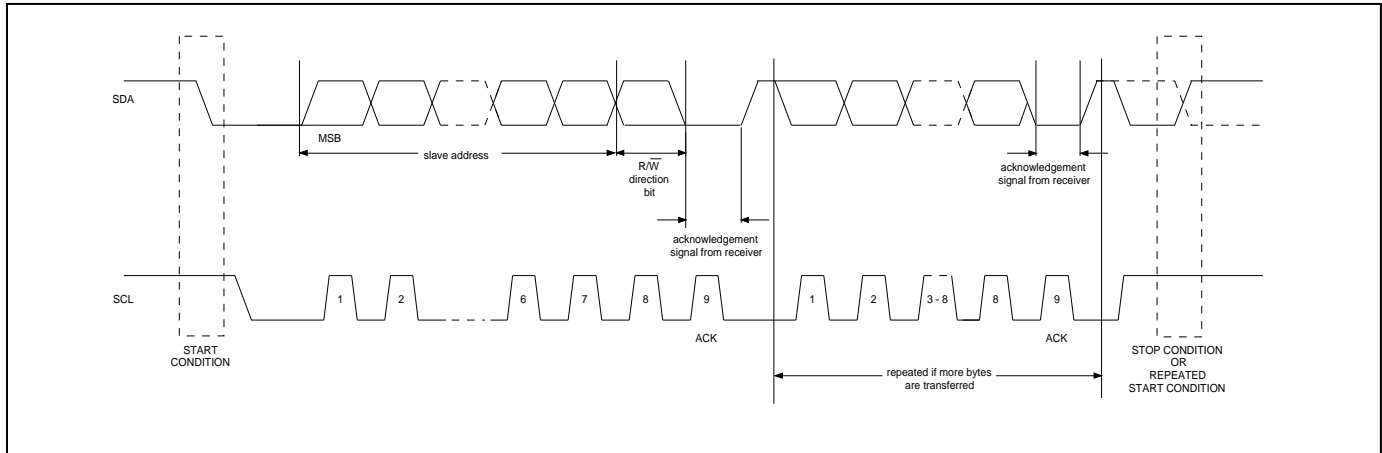 SDA
MSB
slave address
R/W
direction
bit
acknowledgement
signal from receiver
acknowledgement
signal from receiver
SCL
1
2
6
7
8
9
1
2
3 - 8
8
9
ACK
ACK
START
CONDITION
repeated if more bytes
are transferred
STOP CONDITION
OR
REPEATED
START CONDITION